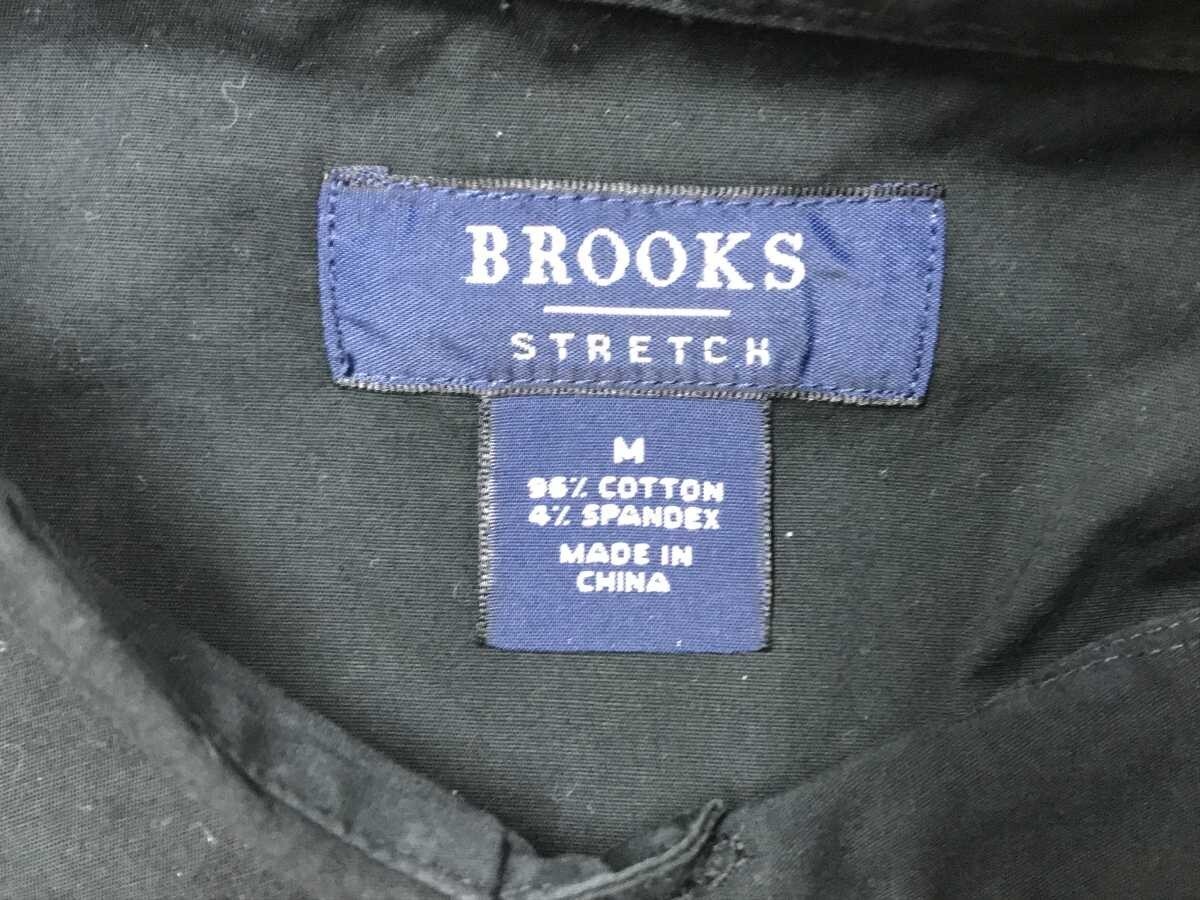 BROOKS
STRETCH
M
96% COTTON
4% SPANDEX
MADE IN
CHINA